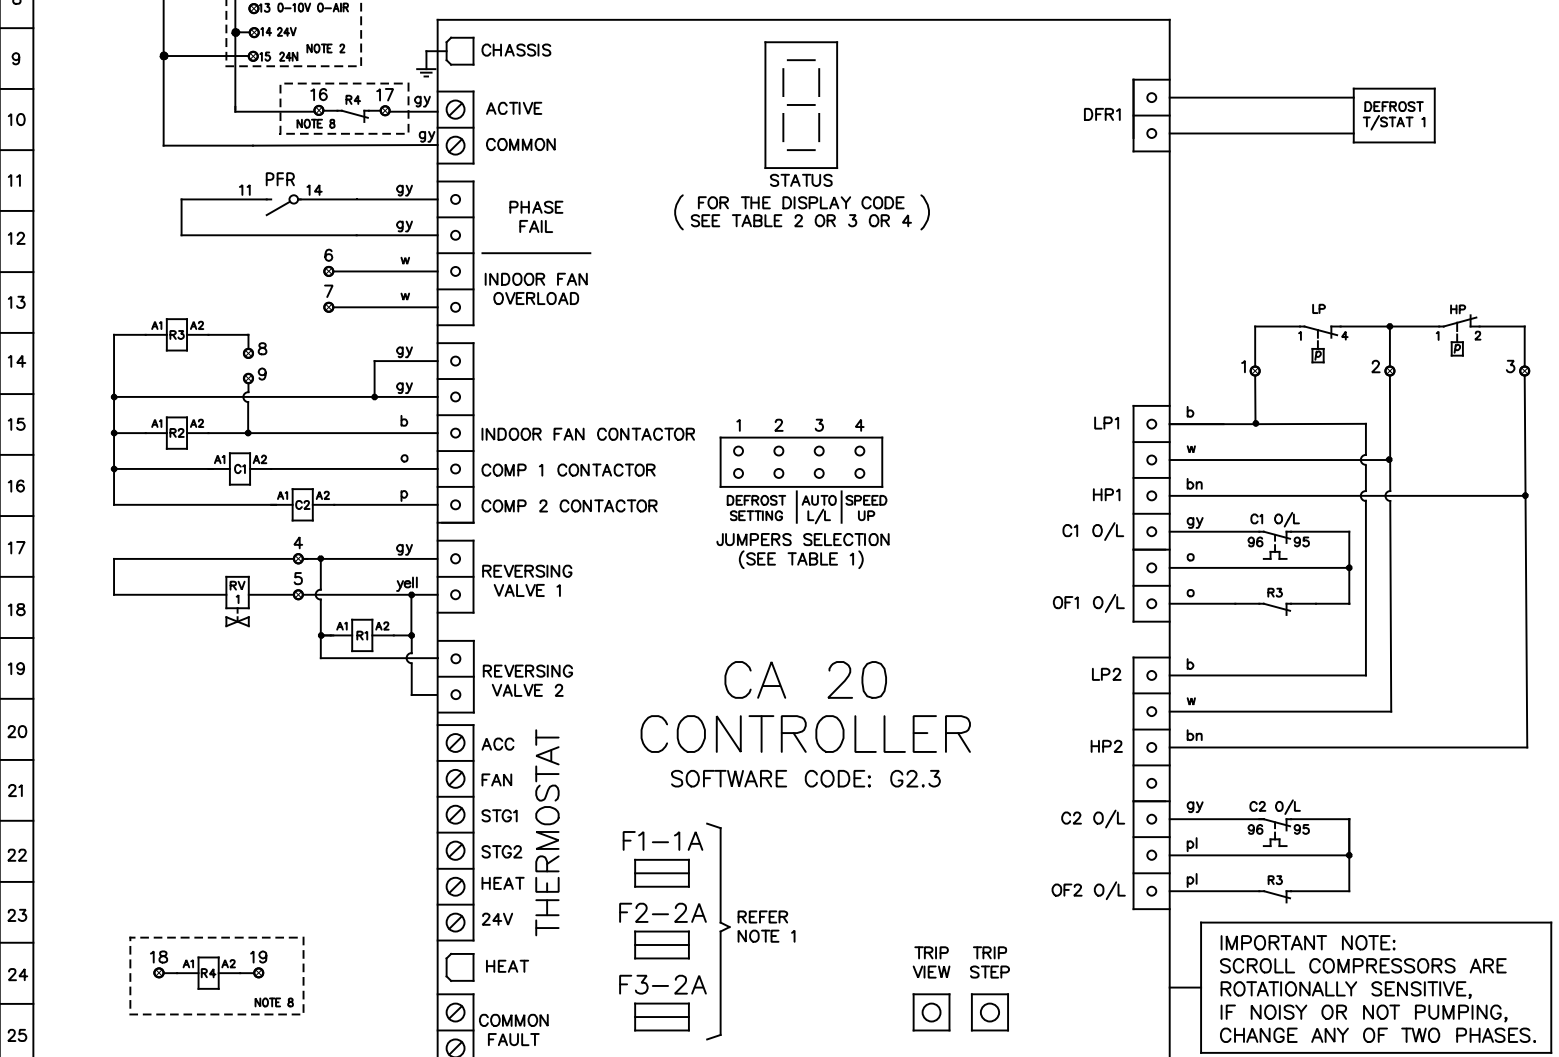 8
13 0-10V 0-AIR
14 24V
15 24N NOTE 2
9
CHASSIS
16 R4 17 gy
NOTE 8
ACTIVE
10
gy COMMON
DFR1
DEFROST
T/STAT 1
11
PFR
11 14 gy
PHASE
FAIL
gy
12
STATUS
(FOR THE DISPLAY CODE
SEE TABLE 2 OR 3 OR 4)
6 w
INDOOR FAN
OVERLOAD
7 w
13
A1 R3 A2
8
9
14
gy
gy
15
A1 R2 A2 b INDOOR FAN CONTACTOR
A1 C1 A2 o COMP 1 CONTACTOR
16
A1 C2 A2 p COMP 2 CONTACTOR
1 2 3 4
DEFROST
SETTING
AUTO
L/L
SPEED
UP
JUMPERS SELECTION
(SEE TABLE 1)
LP
1 4
P
HP
1 2
P
1 2 3
LP1 b
w
HP1 bn
C1 O/L gy C1 O/L
96 95
o
OF1 O/L o R3
17
4 gy
REVERSING
VALVE 1
RV
1
5 yell
18
A1 R1 A2
19
REVERSING
VALVE 2
LP2 b
w
HP2 bn
C2 O/L gy C2 O/L
96 95
pl
OF2 O/L pl R3
CA 20
CONTROLLER
SOFTWARE CODE: G2.3
20
ACC
FAN
21
STG1
STG2
22
HEAT
24V
23
THERMOSTAT
F1-1A
F2-2A
F3-2A
REFER
NOTE 1
18 A1 R4 A2 19
NOTE 8
24
HEAT
COMMON
FAULT
25
TRIP
VIEW
TRIP
STEP
IMPORTANT NOTE:
SCROLL COMPRESSORS ARE
ROTATIONALLY SENSITIVE,
IF NOISY OR NOT PUMPING,
CHANGE ANY OF TWO PHASES.